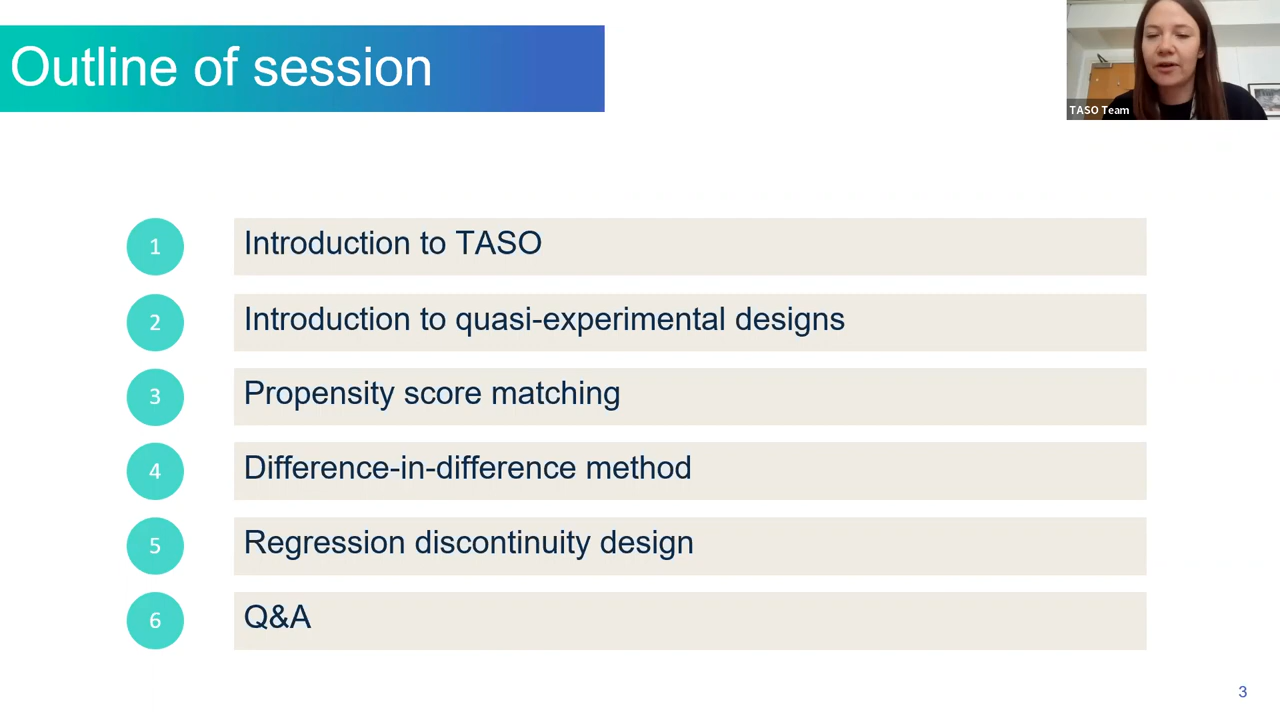 Outline of session
TASO Team
1
Introduction to TASO
2
Introduction to quasi-experimental designs
3
Propensity score matching
4
Difference-in-difference method
5
Regression discontinuity design
6
Q&A
3